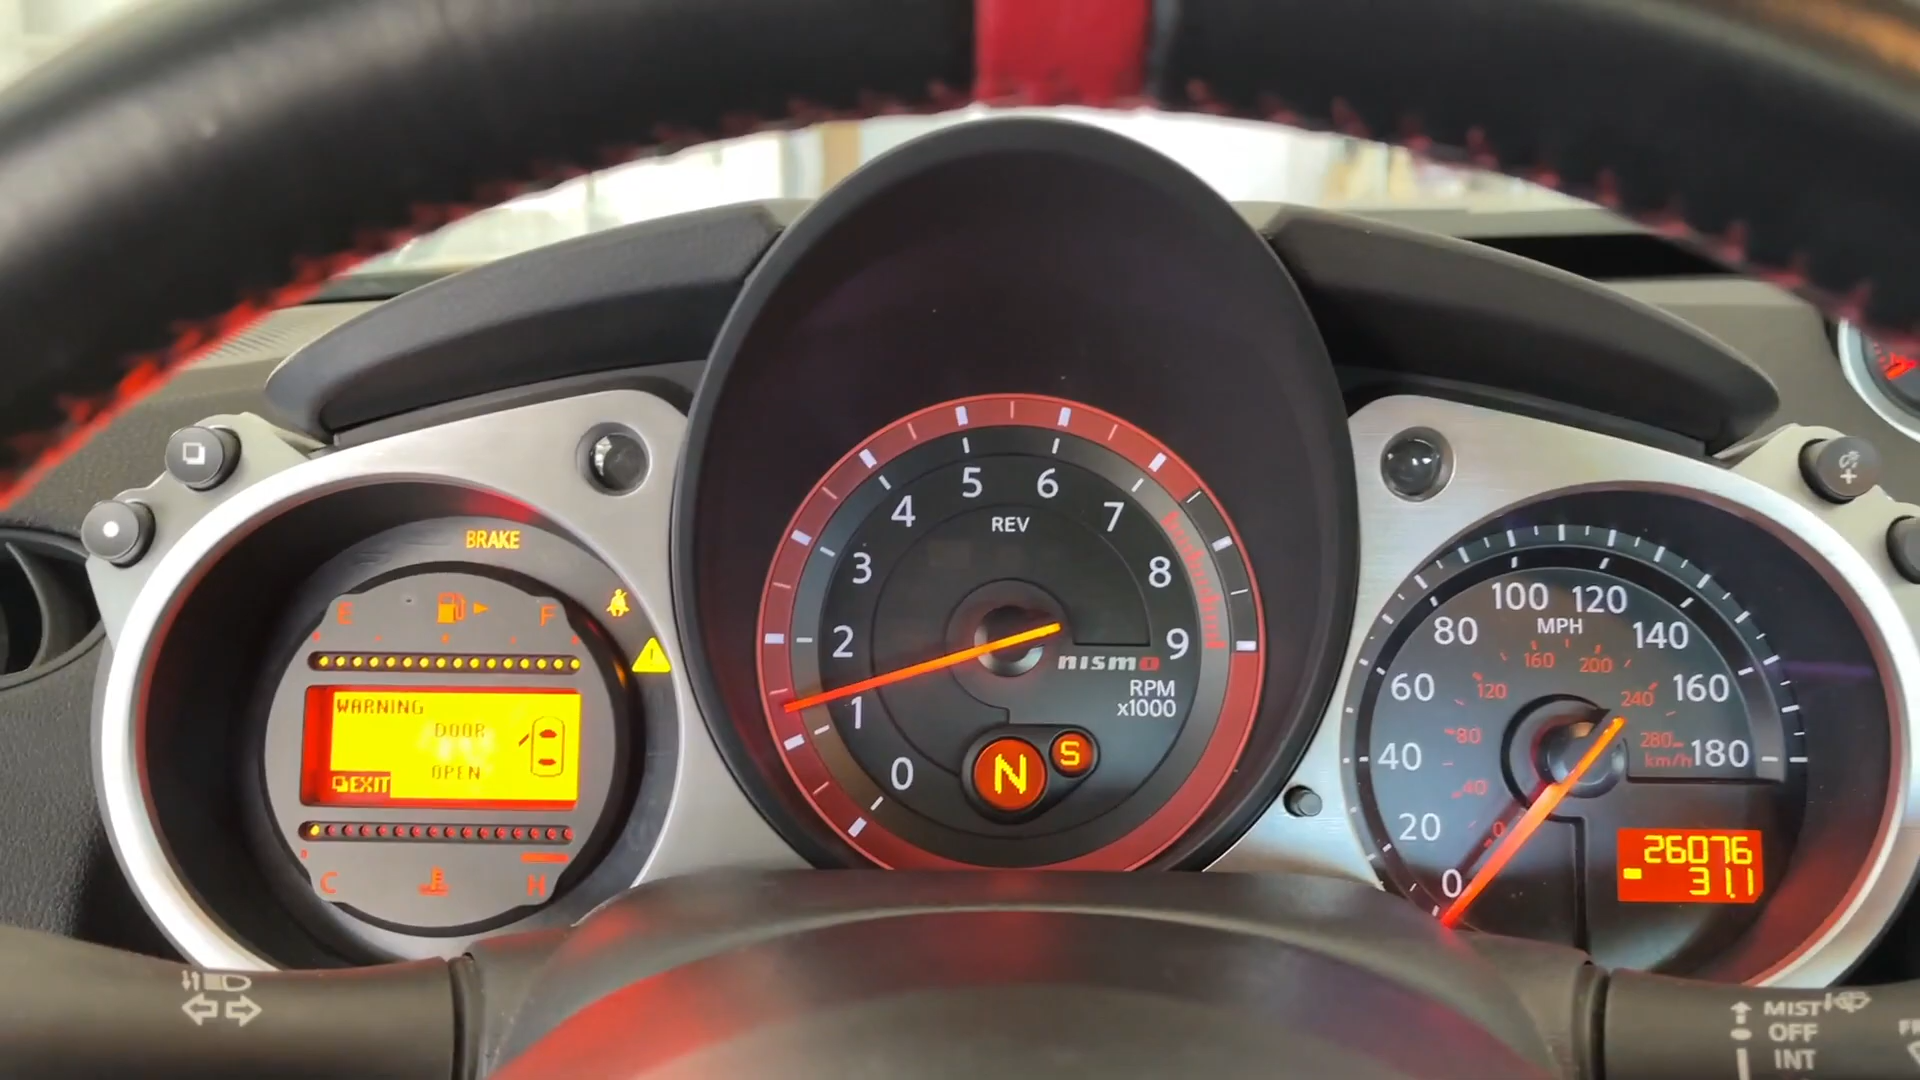 BRAKE
E F
WARNING
DOOR
OPEN
EXIT
C H
0 1 2 3 4 5 6 7 8 9
REV
nismo
RPM
x1000
N S
0 20 40 60 80 100 120 140 160 180
MPH
0 40 80 120 160 200 240 280
km/h
26076
31.1
MIST
OFF
INT